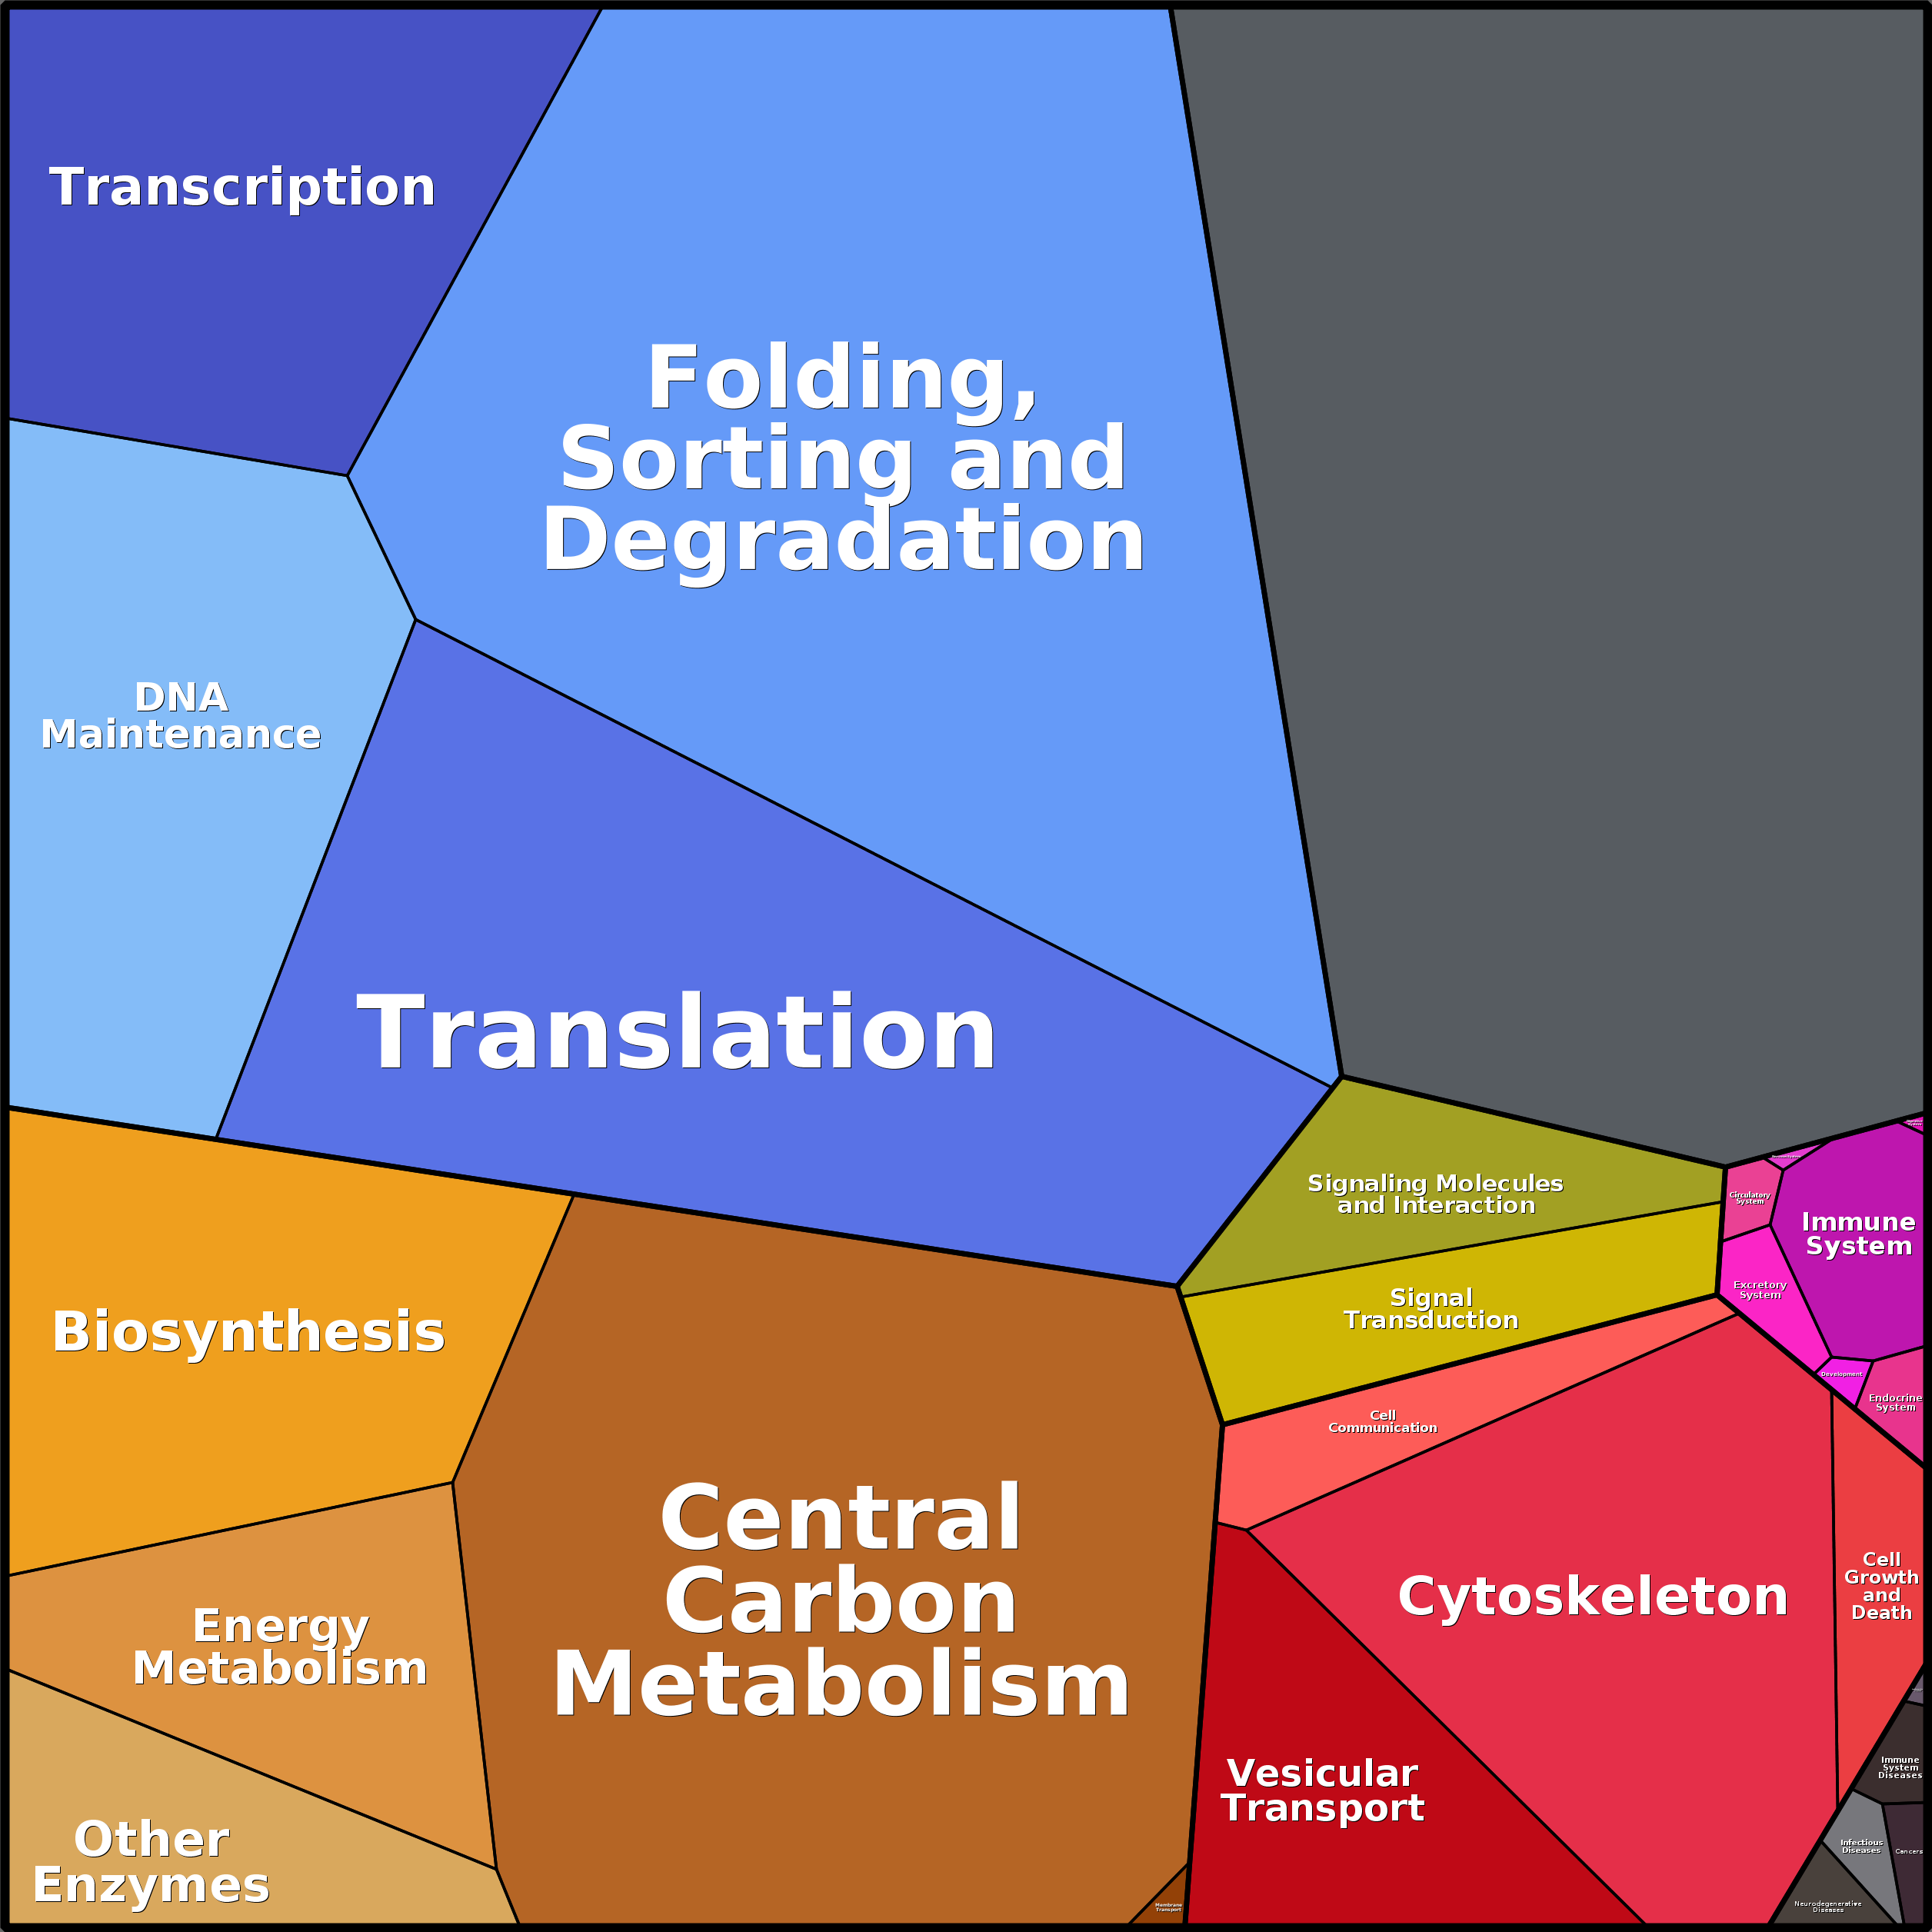 Transcription
Folding,
Sorting and
Degradation
DNA
Maintenance
Translation
Signaling Molecules
and Interaction
Signal
Transduction
Circulatory
System
Immune
System
Excretory
System
Development
Endocrine
System
Biosynthesis
Cell
Communication
Central
Carbon
Metabolism
Energy
Metabolism
Cytoskeleton
Cell
Growth
and
Death
Vesicular
Transport
Other
Enzymes
Membrane
Transport
Immune
System
Diseases
Infectious
Diseases
Cancers
Neurodegenerative
Diseases